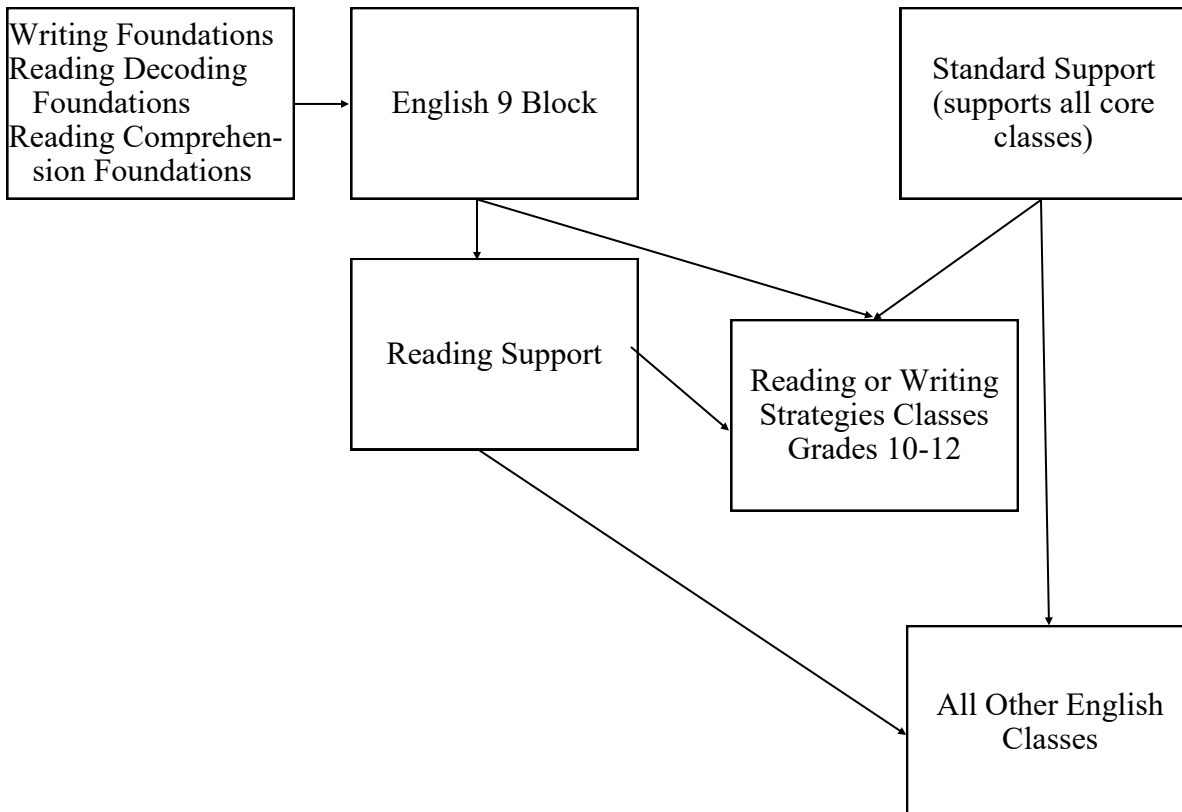 Writing Foundations
Reading Decoding
Foundations
Reading Comprehen-
sion Foundations
English 9 Block
Standard Support
(supports all core
classes)
Reading Support
Reading or Writing
Strategies Classes
Grades 10-12
All Other English
Classes